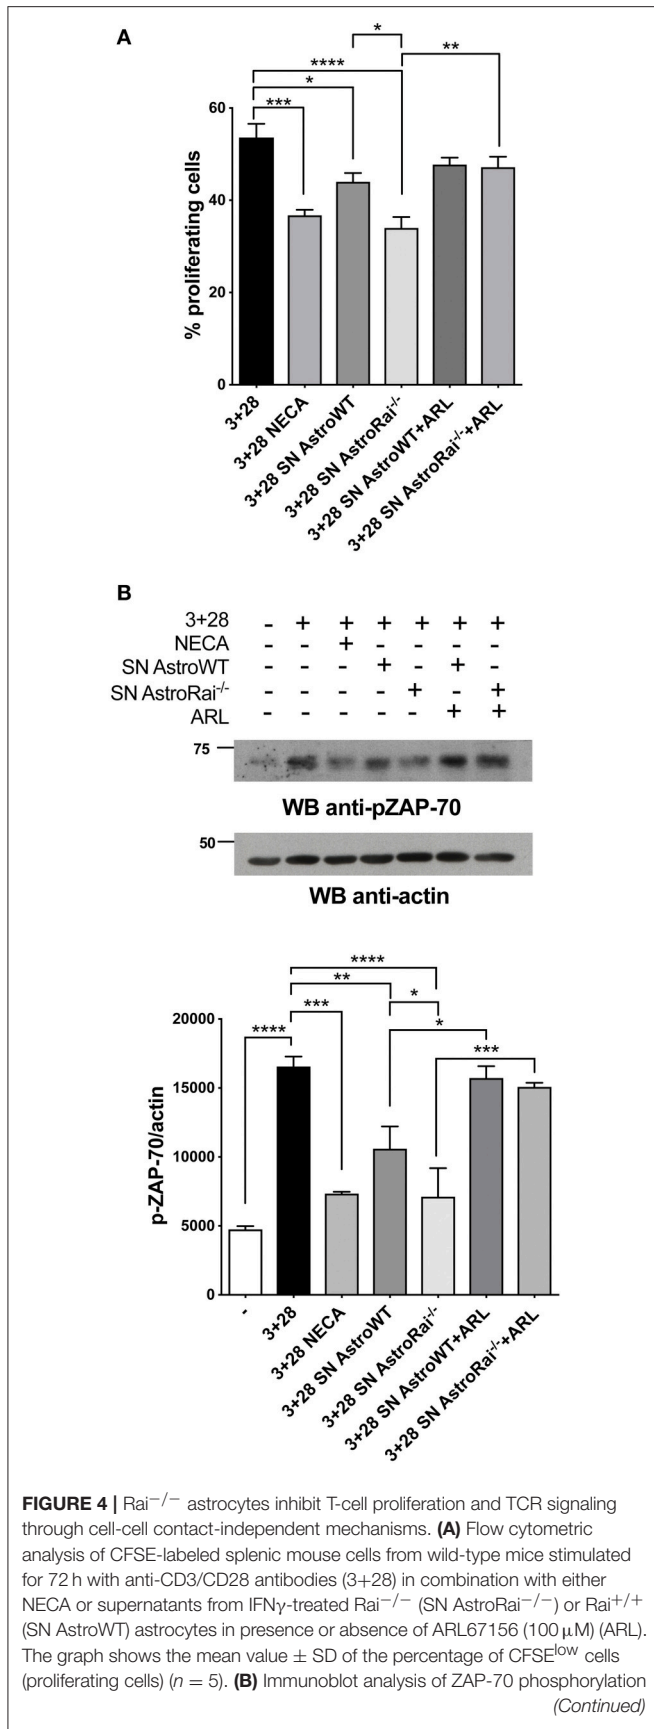 A
*
****
**
*
***
60
40
20
0
% proliferating cells
3+28
3+28 NECA
3+28 SN AstroWT
3+28 SN AstroRai-/-
3+28 SN AstroWT+ARL
3+28 SN AstroRai-/-+ARL
B
3+28 - + + + + + +
NECA - - + - - - -
SN AstroWT - - - + - + -
SN AstroRai-/- - - - - + - +
ARL - - - - - + +
75
WB anti-pZAP-70
50
WB anti-actin
****
**
*
***
*
****
***
20000
15000
10000
5000
0
p-ZAP-70/actin
-
3+28
3+28 NECA
3+28 SN AstroWT
3+28 SN AstroRai-/-
3+28 SN AstroWT+ARL
3+28 SN AstroRai-/-+ARL
FIGURE 4 | Rai−/− astrocytes inhibit T-cell proliferation and TCR signaling
through cell-cell contact-independent mechanisms. (A) Flow cytometric
analysis of CFSE-labeled splenic mouse cells from wild-type mice stimulated
for 72 h with anti-CD3/CD28 antibodies (3+28) in combination with either
NECA or supernatants from IFNγ-treated Rai−/− (SN AstroRai−/−) or Rai+/+
(SN AstroWT) astrocytes in presence or absence of ARL67156 (100 μM) (ARL).
The graph shows the mean value ± SD of the percentage of CFSElow cells
(proliferating cells) (n = 5). (B) Immunoblot analysis of ZAP-70 phosphorylation
(Continued)